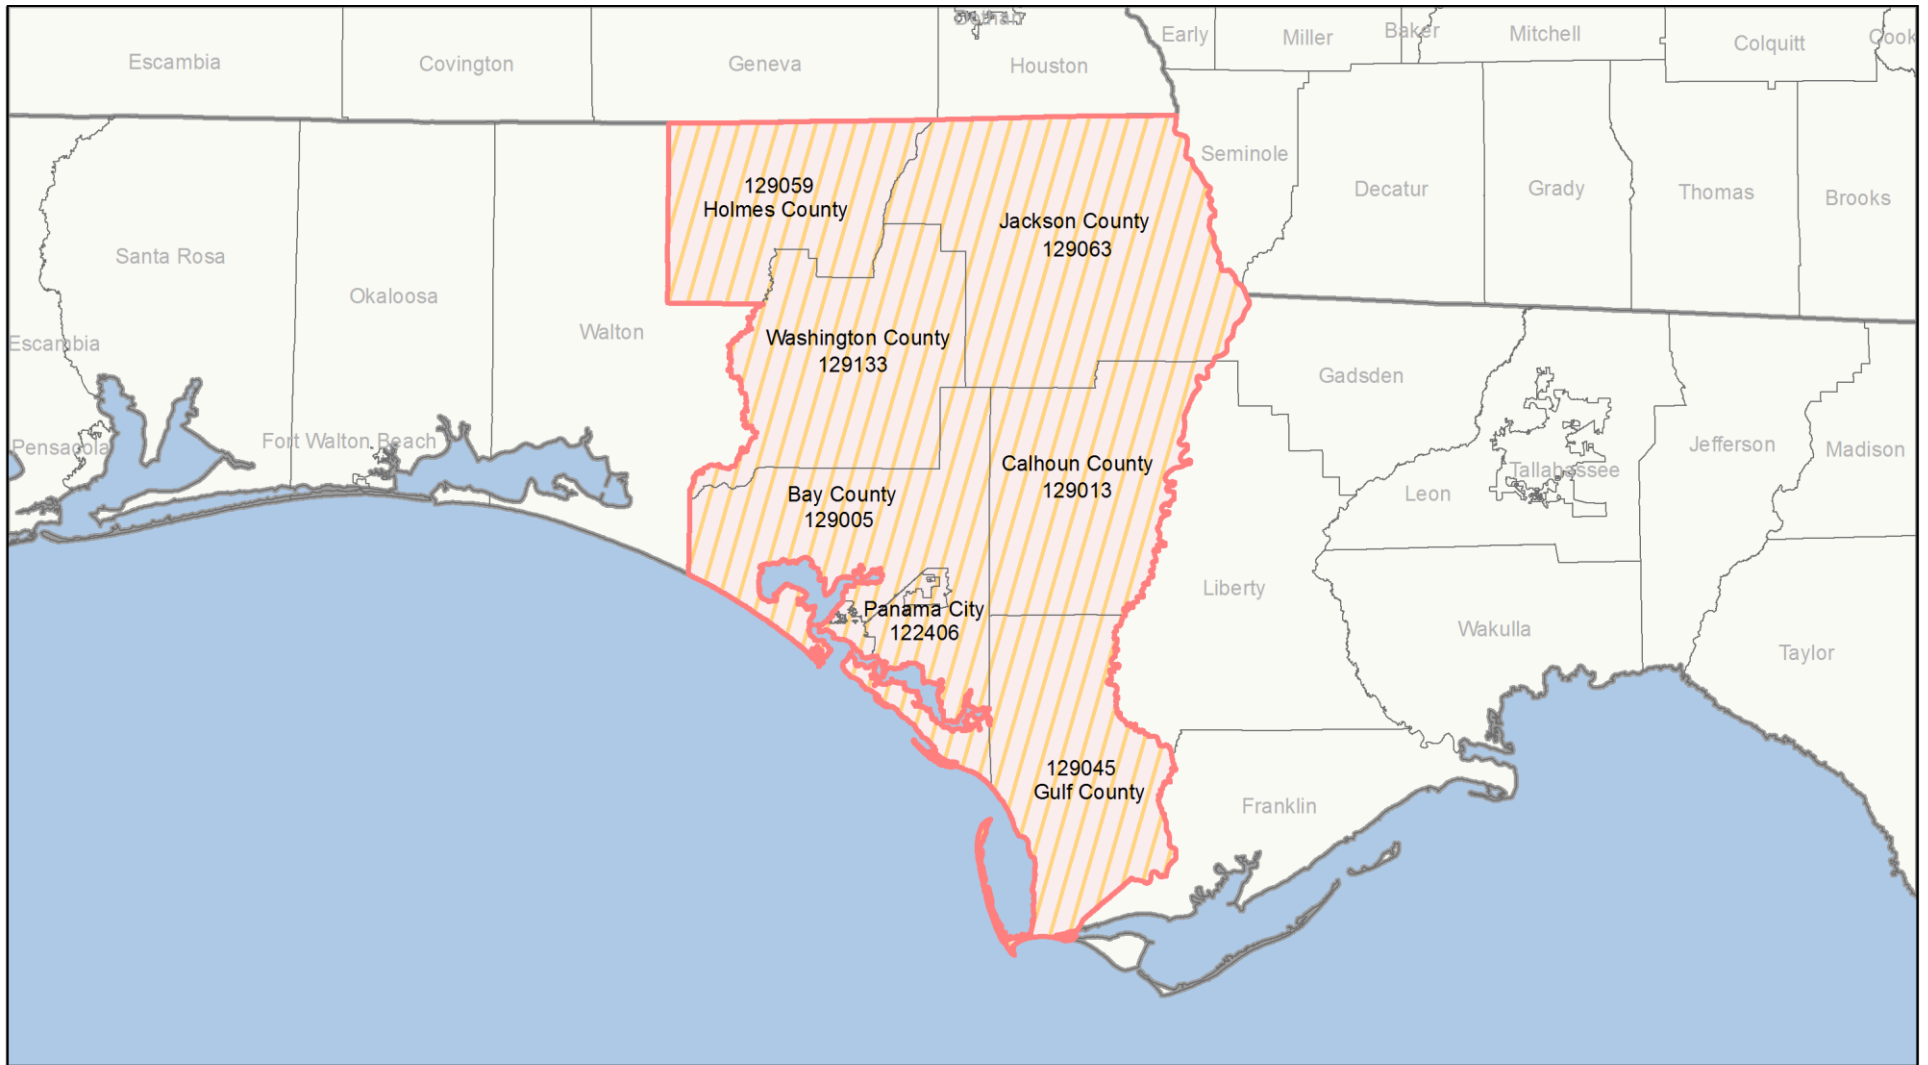 Dothan
Early
Miller
Baker
Mitchell
Colquitt
Cook
Escambia
Covington
Geneva
Houston
Seminole
Decatur
Grady
Thomas
Brooks
129059
Holmes County
Jackson County
129063
Santa Rosa
Okaloosa
Walton
Escambia
Washington County
129133
Gadsden
Pensacola
Fort Walton Beach
Calhoun County
129013
Jefferson
Madison
Tallahassee
Leon
Bay County
129005
Liberty
Panama City
122406
Wakulla
Taylor
129045
Gulf County
Franklin